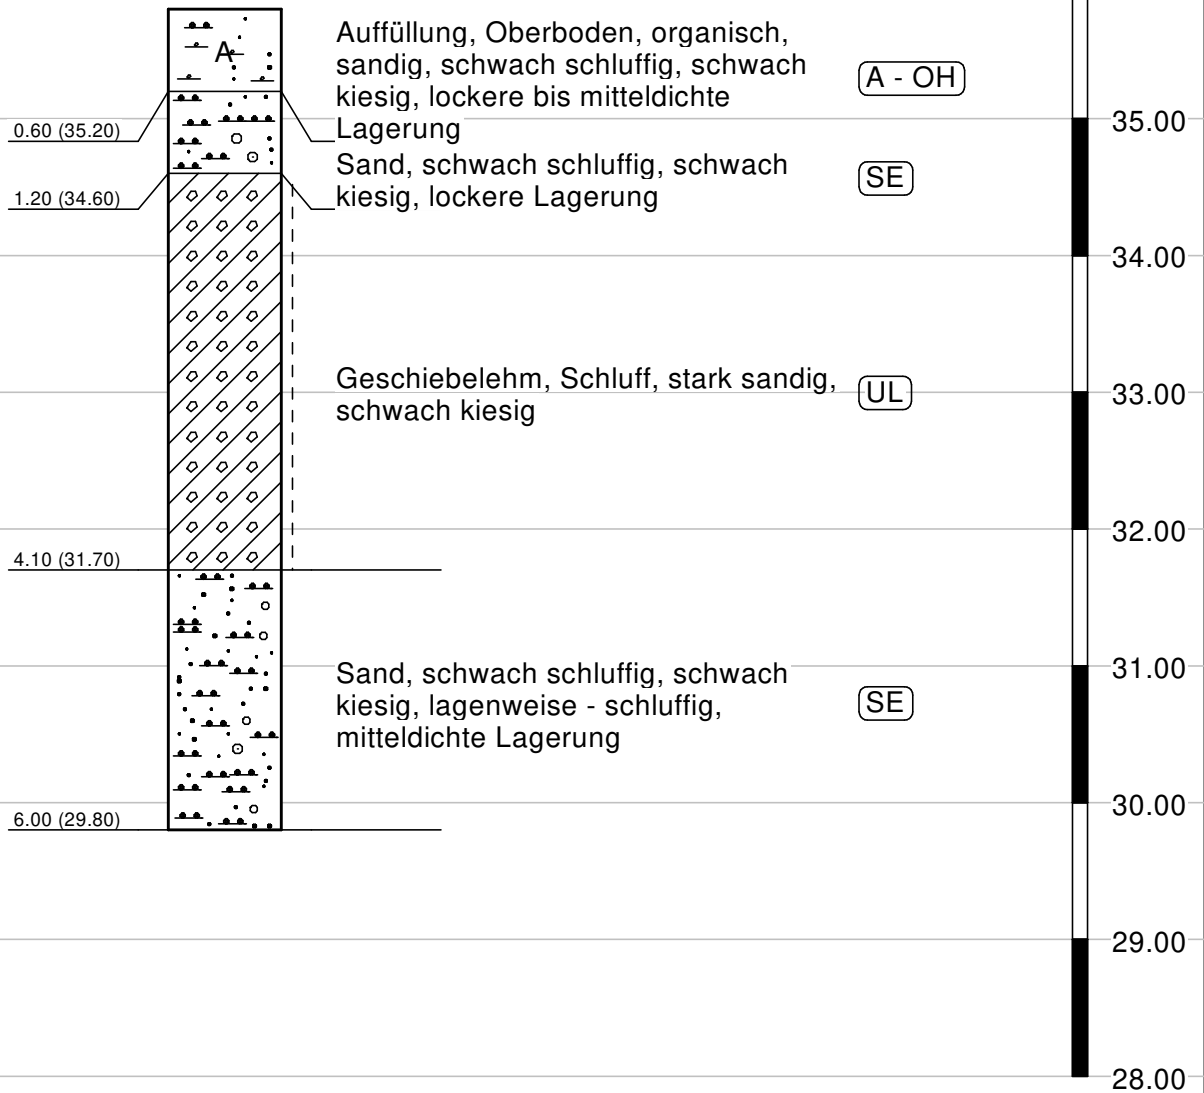 A
Auffüllung, Oberboden, organisch,
sandig, schwach schluffig, schwach
kiesig, lockere bis mitteldichte
Lagerung
A - OH
0.60 (35.20)
35.00
Sand, schwach schluffig, schwach
kiesig, lockere Lagerung
SE
1.20 (34.60)
34.00
Geschiebelehm, Schluff, stark sandig,
schwach kiesig
UL
33.00
32.00
4.10 (31.70)
31.00
Sand, schwach schluffig, schwach
kiesig, lagenweise - schluffig,
mitteldichte Lagerung
SE
30.00
6.00 (29.80)
29.00
28.00